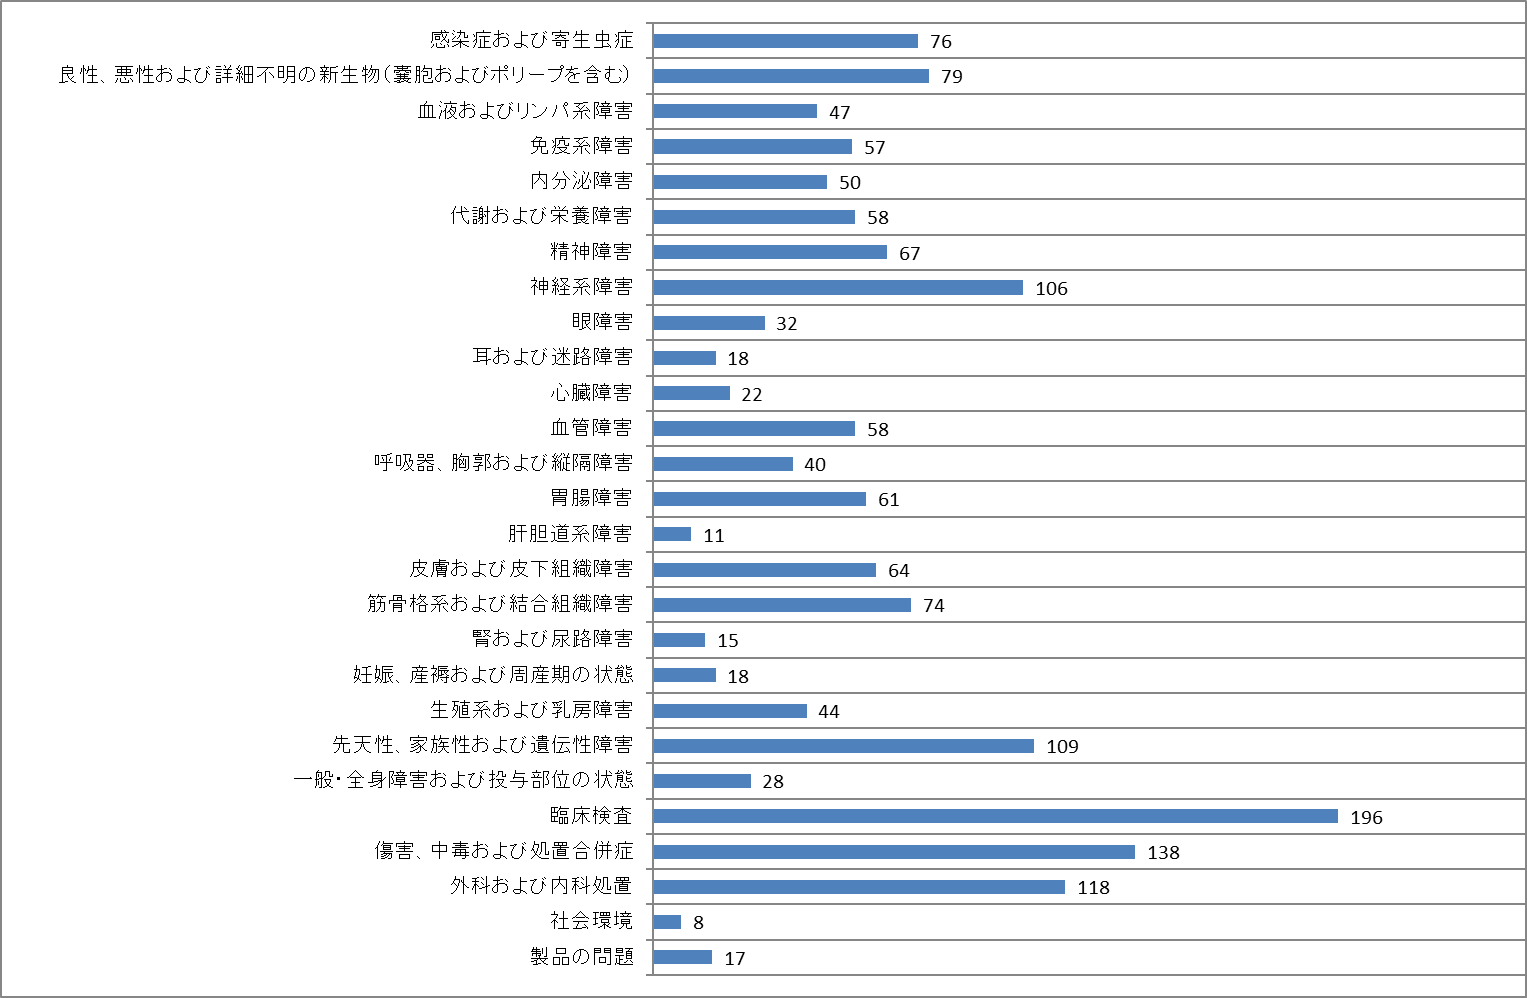 感染症および寄生虫症 76
良性、悪性および詳細不明の新生物（嚢胞およびポリープを含む） 79
血液およびリンパ系障害 47
免疫系障害 57
内分泌障害 50
代謝および栄養障害 58
精神障害 67
神経系障害 106
眼障害 32
耳および迷路障害 18
心臓障害 22
血管障害 58
呼吸器、胸郭および縦隔障害 40
胃腸障害 61
肝胆道系障害 11
皮膚および皮下組織障害 64
筋骨格系および結合組織障害 74
腎および尿路障害 15
妊娠、産褥および周産期の状態 18
生殖系および乳房障害 44
先天性、家族性および遺伝性障害 109
一般・全身障害および投与部位の状態 28
臨床検査 196
傷害、中毒および処置合併症 138
外科および内科処置 118
社会環境 8
製品の問題 17